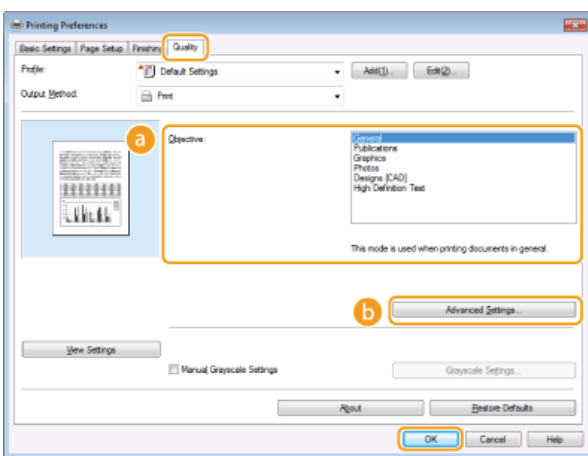 Printing Preferences
Basic Settings Page Setup Finishing Quality
Profile: Default Settings Add(1)... Edit(2)...
Output Method: Print
a
Objective: General
Publications
Graphics
Photos
Designs [CAD]
High Definition Text
This mode is used when printing documents in general.
b Advanced Settings...
View Settings
Manual Grayscale Settings Grayscale Settings...
About Restore Defaults
OK Cancel Help